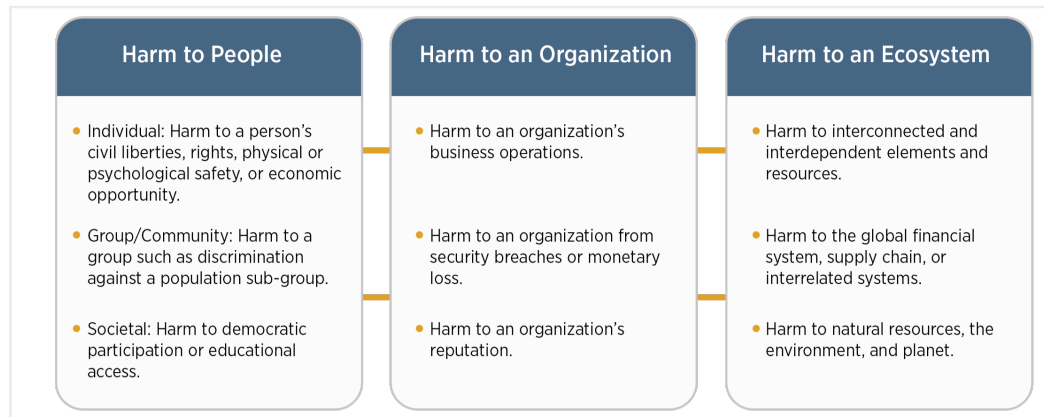 Harm to People
• Individual: Harm to a person’s
civil liberties, rights, physical or
psychological safety, or economic
opportunity.
• Group/Community: Harm to a
group such as discrimination
against a population sub-group.
• Societal: Harm to democratic
participation or educational
access.
Harm to an Organization
• Harm to an organization’s
business operations.
• Harm to an organization from
security breaches or monetary
loss.
• Harm to an organization’s
reputation.
Harm to an Ecosystem
• Harm to interconnected and
interdependent elements and
resources.
• Harm to the global financial
system, supply chain, or
interrelated systems.
• Harm to natural resources, the
environment, and planet.